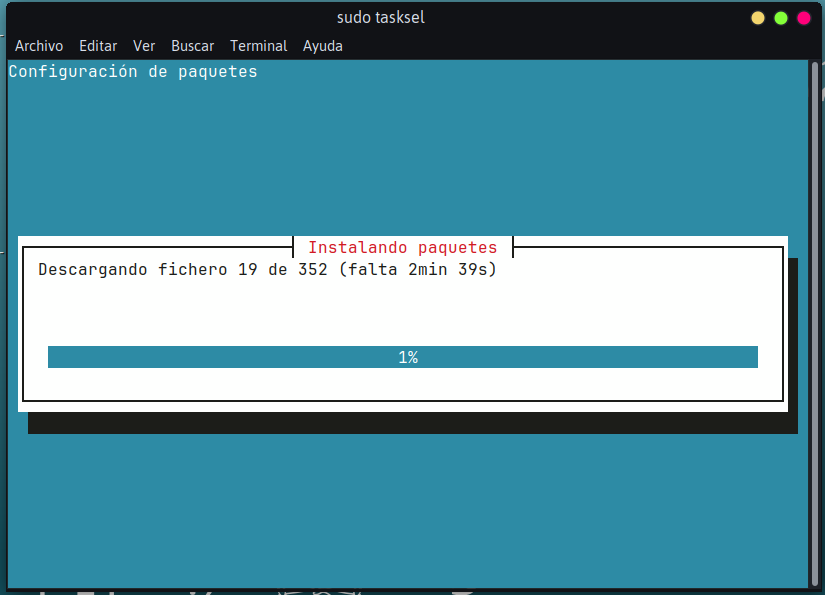 sudo tasksel
Archivo Editar Ver Buscar Terminal Ayuda
Configuración de paquetes
Instalando paquetes
Descargando fichero 19 de 352 (falta 2min 39s)
1%